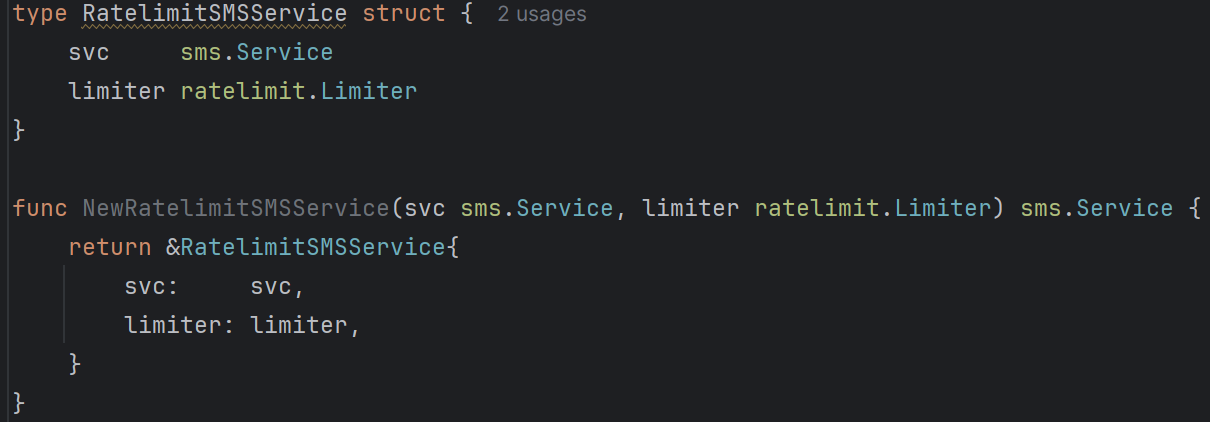 type RatelimitSMSService struct { 2 usages
    svc     sms.Service
    limiter ratelimit.Limiter
}

func NewRatelimitSMSService(svc sms.Service, limiter ratelimit.Limiter) sms.Service {
    return &RatelimitSMSService{
        svc:     svc,
        limiter: limiter,
    }
}